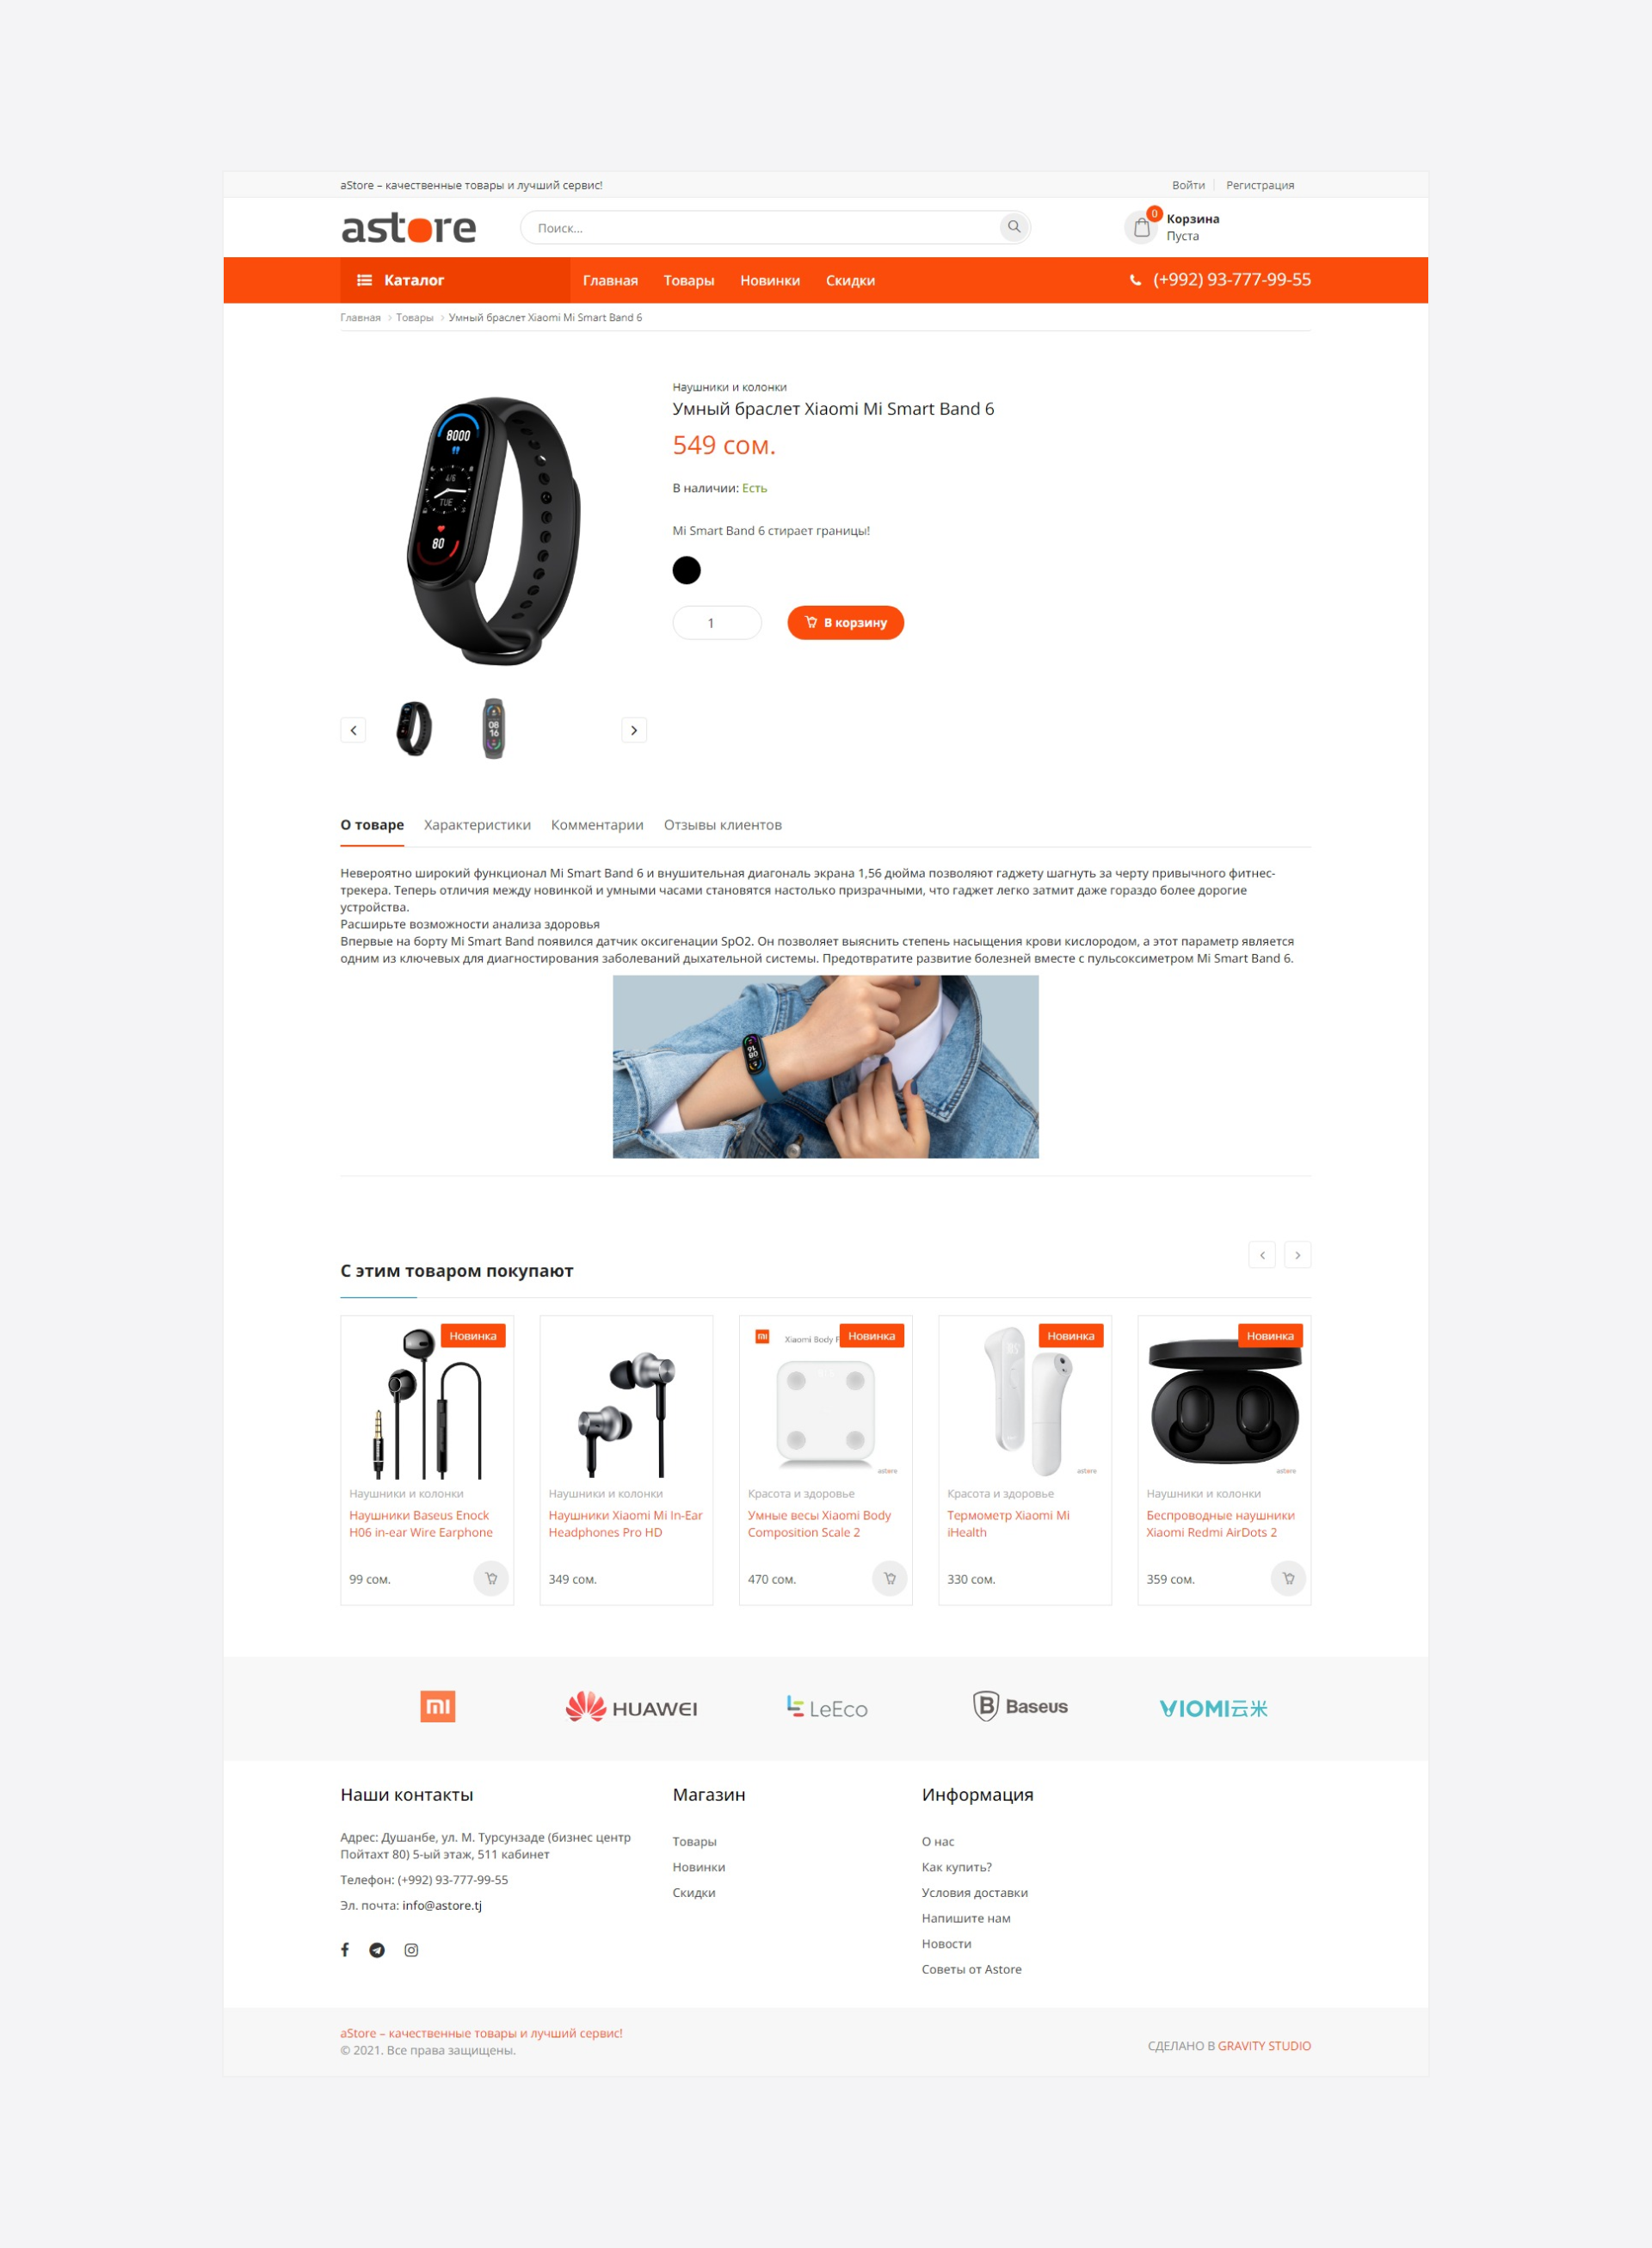 aStore – качественные товары и лучший сервис!
Войти
Регистрация
astore
Поиск...
0
Корзина
Пуста
Каталог
Главная
Товары
Новинки
Скидки
(+992) 93-777-99-55
Главная > Товары > Умный браслет Xiaomi Mi Smart Band 6
Наушники и колонки
Умный браслет Xiaomi Mi Smart Band 6
549 сом.
В наличии: Есть
Mi Smart Band 6 стирает границы!
1
В корзину
8000
4/6
TUE
80
08
16
О товаре
Характеристики
Комментарии
Отзывы клиентов
Невероятно широкий функционал Mi Smart Band 6 и внушительная диагональ экрана 1,56 дюйма позволяют гаджету шагнуть за черту привычного фитнес-
трекера. Теперь отличия между новинкой и умными часами становятся настолько призрачными, что гаджет легко затмит даже гораздо более дорогие
устройства.
Расширьте возможности анализа здоровья
Впервые на борту Mi Smart Band появился датчик оксигенации SpO2. Он позволяет выяснить степень насыщения крови кислородом, а этот параметр является
одним из ключевых для диагностирования заболеваний дыхательной системы. Предотвратите развитие болезней вместе с пульсоксиметром Mi Smart Band 6.
С этим товаром покупают
Новинка
Наушники и колонки
Наушники Baseus Enock
H06 in-ear Wire Earphone
99 сом.
Наушники и колонки
Наушники Xiaomi Mi In-Ear
Headphones Pro HD
349 сом.
Xiaomi Body
Новинка
astore
Красота и здоровье
Умные весы Xiaomi Body
Composition Scale 2
470 сом.
Новинка
astore
Красота и здоровье
Термометр Xiaomi Mi
iHealth
330 сом.
Новинка
astore
Наушники и колонки
Беспроводные наушники
Xiaomi Redmi AirDots 2
359 сом.
mi
HUAWEI
LeEco
B Baseus
VIOMI云米
Наши контакты
Адрес: Душанбе, ул. М. Турсунзаде (бизнес центр
Пойтахт 80) 5-ый этаж, 511 кабинет
Телефон: (+992) 93-777-99-55
Эл. почта: info@astore.tj
Магазин
Товары
Новинки
Скидки
Информация
О нас
Как купить?
Условия доставки
Напишите нам
Новости
Советы от Astore
aStore – качественные товары и лучший сервис!
© 2021. Все права защищены.
СДЕЛАНО В GRAVITY STUDIO